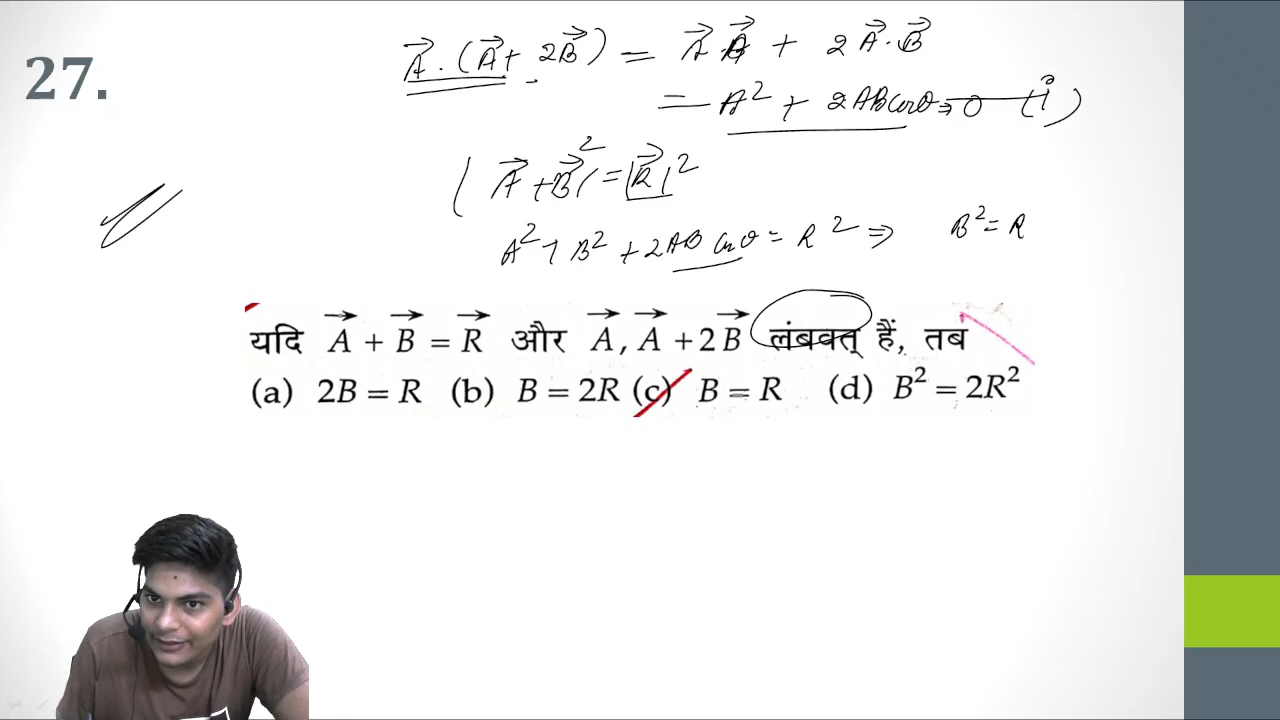 27.
A⃗ . (A⃗ + 2B⃗) = A⃗ . A⃗ + 2A⃗ . B⃗
= A² + 2AB cosθ = 0 — (i)
|A⃗ + B⃗|² = |R⃗|²
A² + B² + 2AB cosθ = R² ⇒ B² = R
यदि A⃗ + B⃗ = R⃗ और A⃗, A⃗ + 2B⃗ लंबवत् हैं, तब
(a) 2B = R (b) B = 2R (c) B = R (d) B² = 2R²